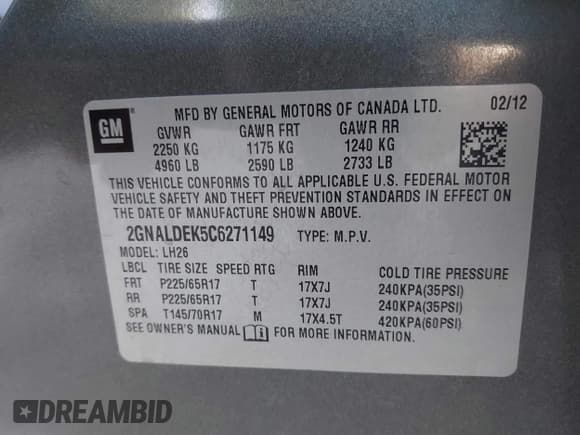 GM
MFD BY GENERAL MOTORS OF CANADA LTD. 02/12
GVWR GAWR FRT GAWR RR
2250 KG 1175 KG 1240 KG
4960 LB 2590 LB 2733 LB
THIS VEHICLE CONFORMS TO ALL APPLICABLE U.S. FEDERAL MOTOR
VEHICLE SAFETY AND THEFT PREVENTION STANDARDS IN EFFECT ON
THE DATE OF MANUFACTURE SHOWN ABOVE.
2GNALDEK5C6271149 TYPE: M.P.V.
MODEL: LH26
LBCL TIRE SIZE SPEED RTG RIM COLD TIRE PRESSURE
FRT P225/65R17 T 17X7J 240KPA(35PSI)
RR P225/65R17 T 17X7J 240KPA(35PSI)
SPA T145/70R17 M 17X4.5T 420KPA(60PSI)
SEE OWNER'S MANUAL FOR MORE INFORMATION.
DREAMBID